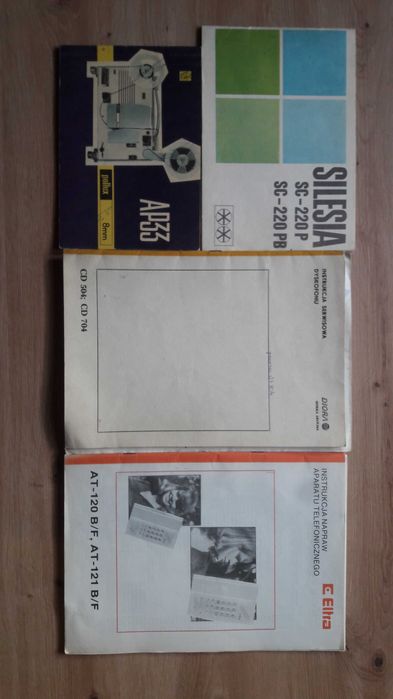 AP33
pollux
8mm
SILESIA
SC-220 P
SC-220 PB
INSTRUKCJA SERWISOWA
DYSKOFONU
DIORA
CD 504; CD 704
INSTRUKCJA NAPRAW
APARATU TELEFONICZNEGO
Eltra
AT-120 B/F, AT-121 B/F